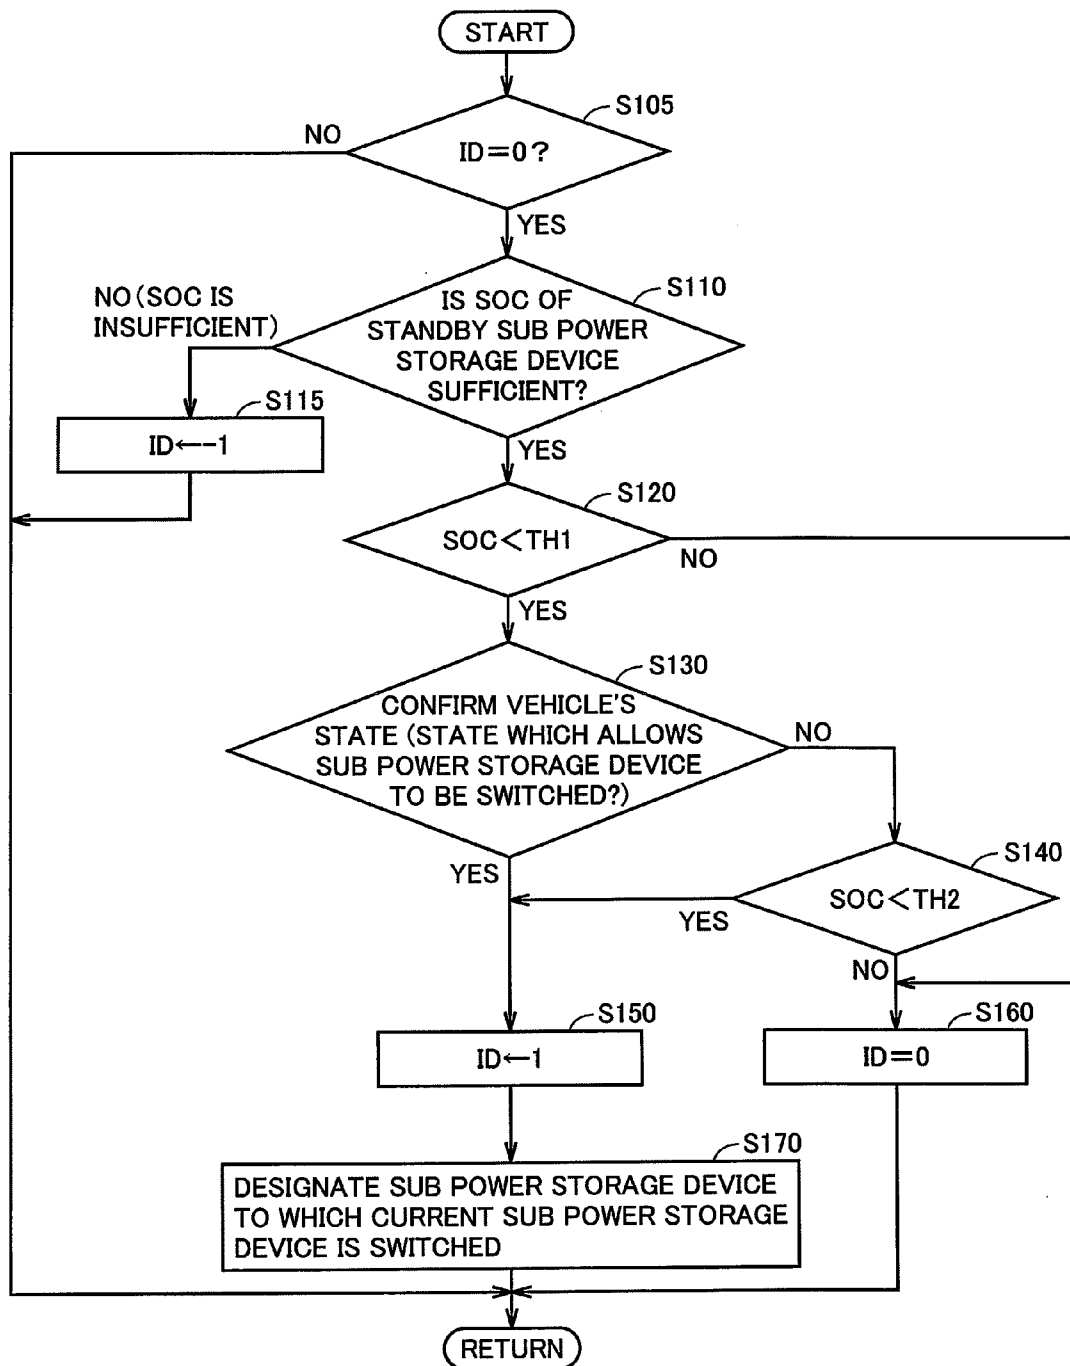 START
S105
NO
ID=0?
YES
S110
NO (SOC IS
INSUFFICIENT)
IS SOC OF
STANDBY SUB POWER
STORAGE DEVICE
SUFFICIENT?
S115
ID←-1
YES
S120
SOC<TH1
NO
YES
S130
CONFIRM VEHICLE'S
STATE (STATE WHICH ALLOWS
SUB POWER STORAGE DEVICE
TO BE SWITCHED?)
NO
YES
S140
SOC<TH2
YES
NO
S150
ID←1
S160
ID=0
S170
DESIGNATE SUB POWER STORAGE DEVICE
TO WHICH CURRENT SUB POWER STORAGE
DEVICE IS SWITCHED
RETURN